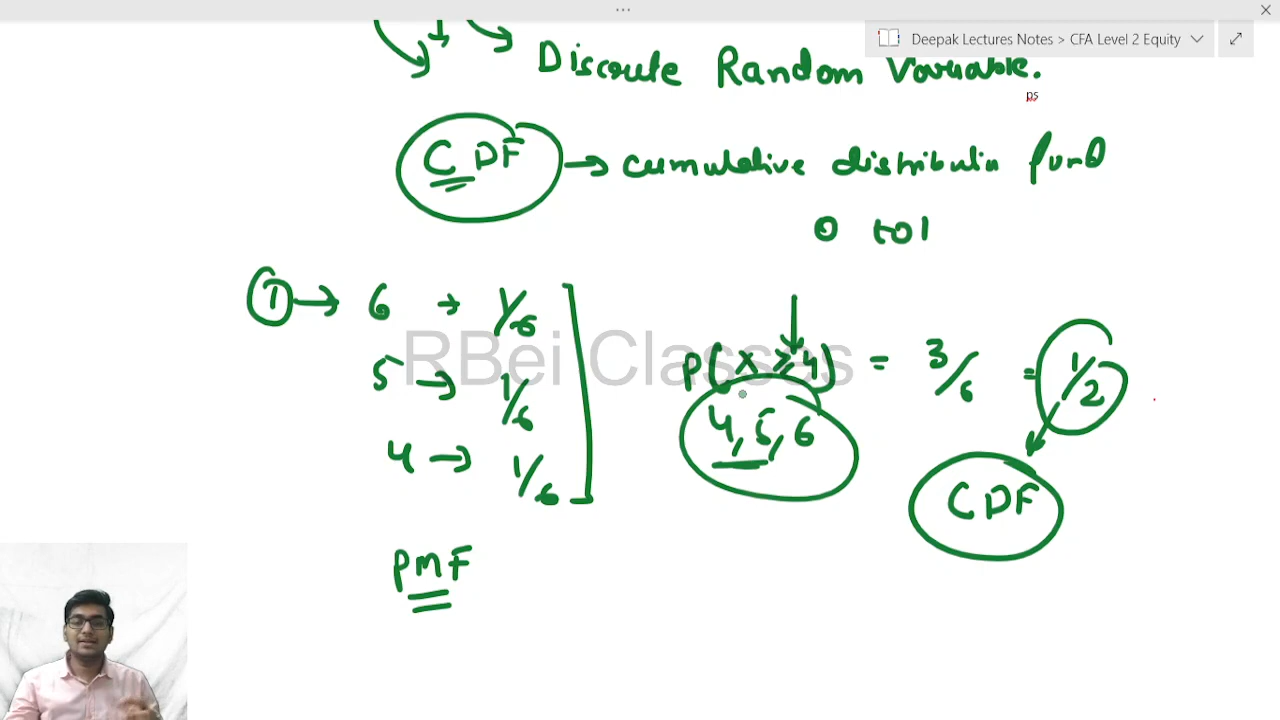 Deepak Lectures Notes > CFA Level 2 Equity
Discrete Random Variable.
ps
CDF → cumulative distributin
0 to 1
① → 6 → 1/6
5 → 1/6
4 → 1/6
P(X ≥ 4) = 3/6 = 1/2
4, 5, 6
CDF
PMF
RBei Classes